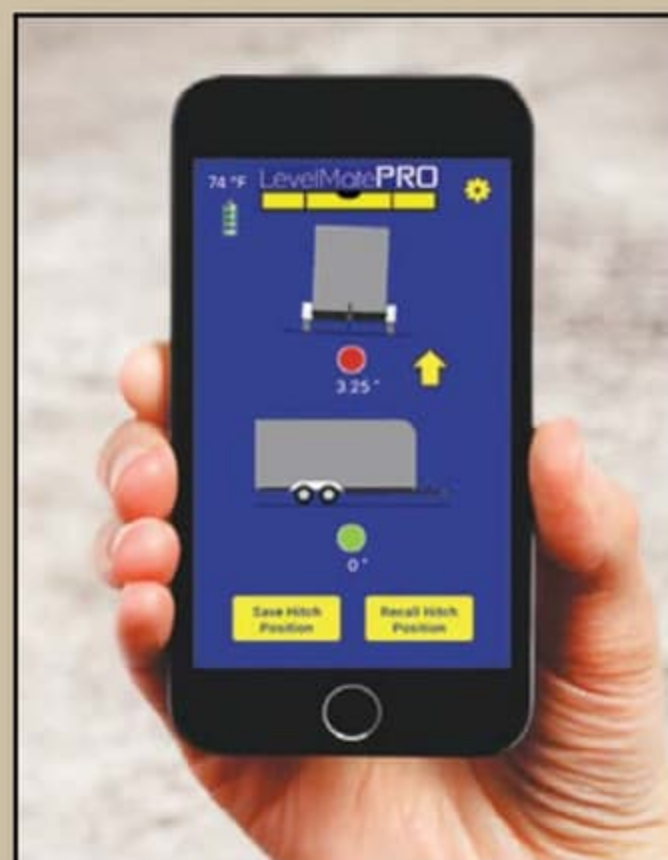 74 °F
LevelMatePRO
3.25 "
0 "
Save Hitch
Position
Recall Hitch
Position